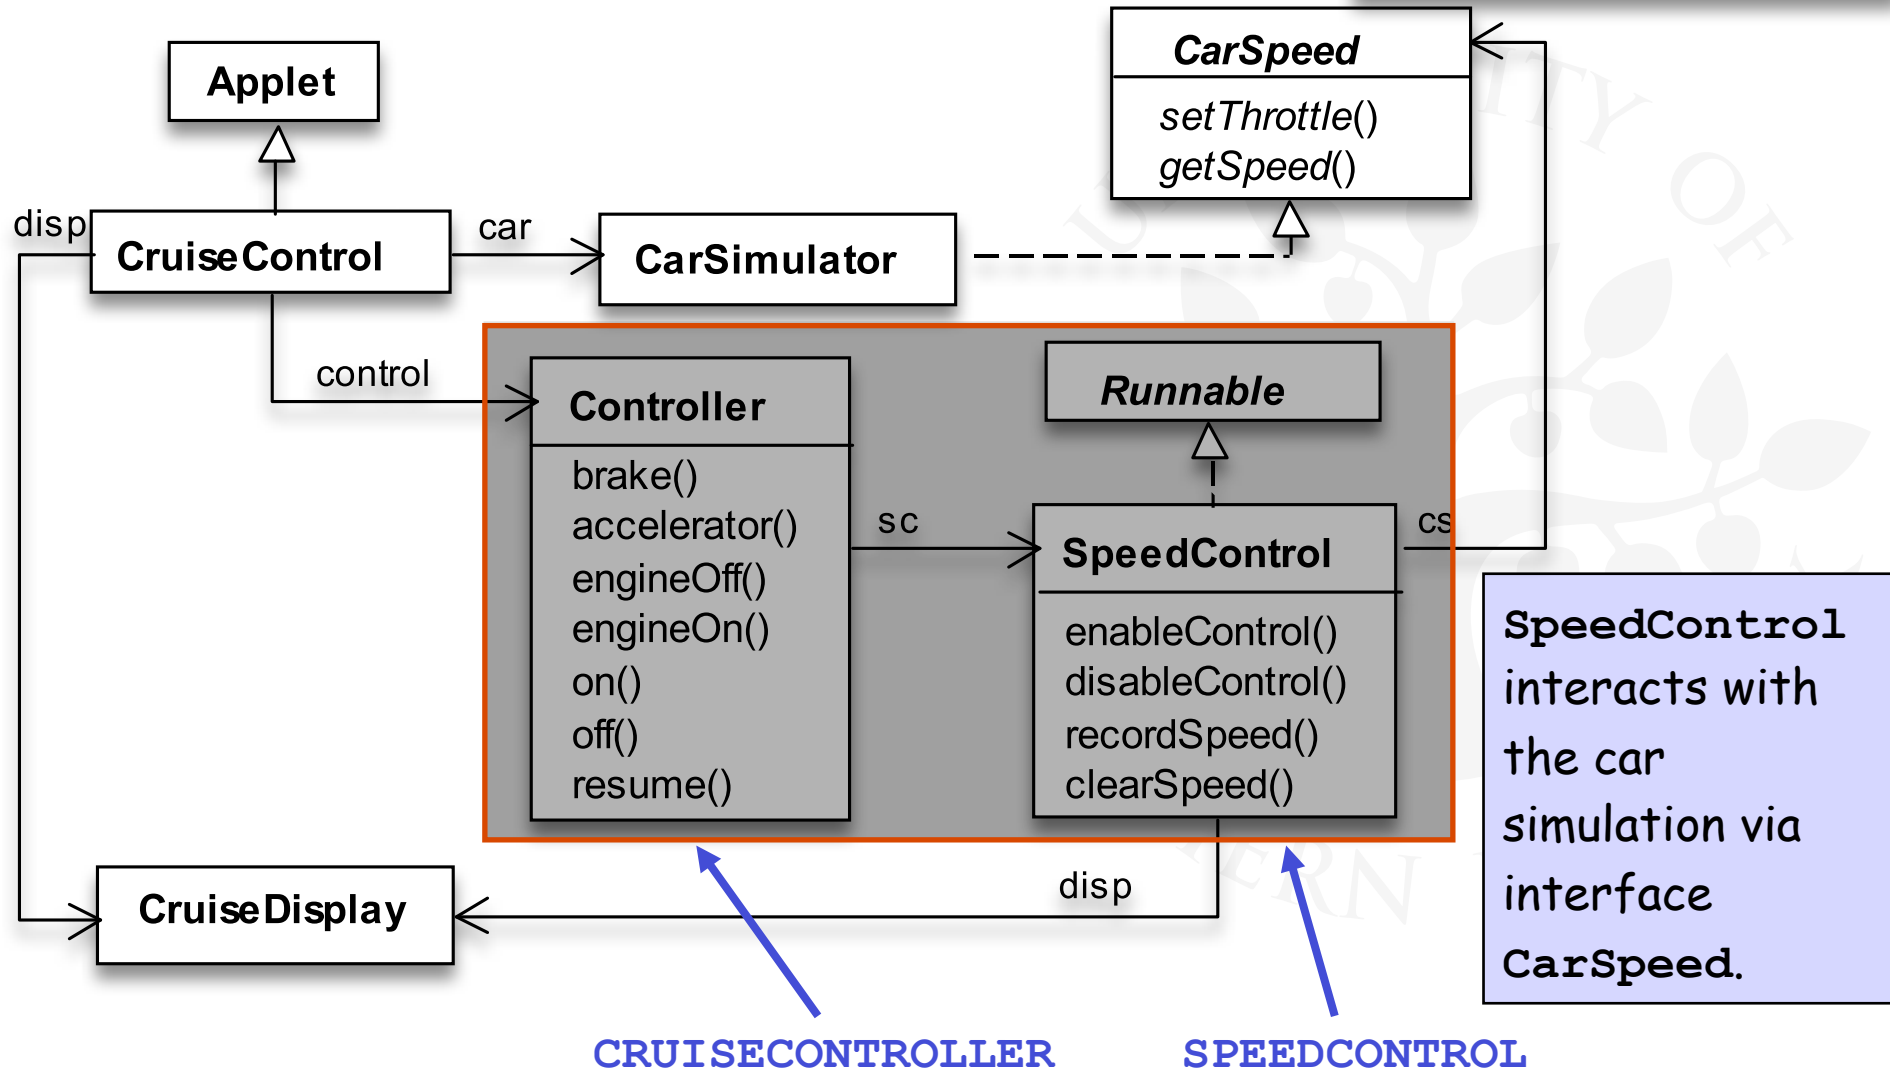 CarSpeed
setThrottle()
getSpeed()
Applet
disp
CruiseControl
car
CarSimulator
control
Controller
brake()
accelerator()
engineOff()
engineOn()
on()
off()
resume()
Runnable
sc
SpeedControl
cs
enableControl()
disableControl()
recordSpeed()
clearSpeed()
SpeedControl
interacts with
the car
simulation via
interface
CarSpeed.
CruiseDisplay
disp
CRUISECONTROLLER
SPEEDCONTROL